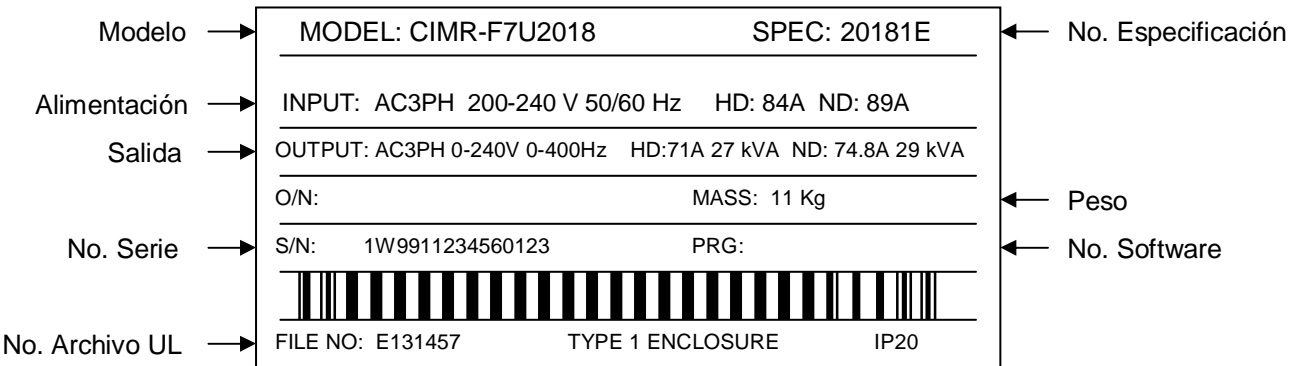 Modelo MODEL: CIMR-F7U2018 SPEC: 20181E No. Especificación
Alimentación INPUT: AC3PH 200-240 V 50/60 Hz HD: 84A ND: 89A
Salida OUTPUT: AC3PH 0-240V 0-400Hz HD:71A 27 kVA ND: 74.8A 29 kVA
O/N: MASS: 11 Kg Peso
No. Serie S/N: 1W9911234560123 PRG: No. Software
No. Archivo UL FILE NO: E131457 TYPE 1 ENCLOSURE IP20